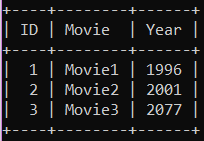 +----+--------+------+
| ID | Movie  | Year |
+----+--------+------+
|  1 | Movie1 | 1996 |
|  2 | Movie2 | 2001 |
|  3 | Movie3 | 2077 |
+----+--------+------+